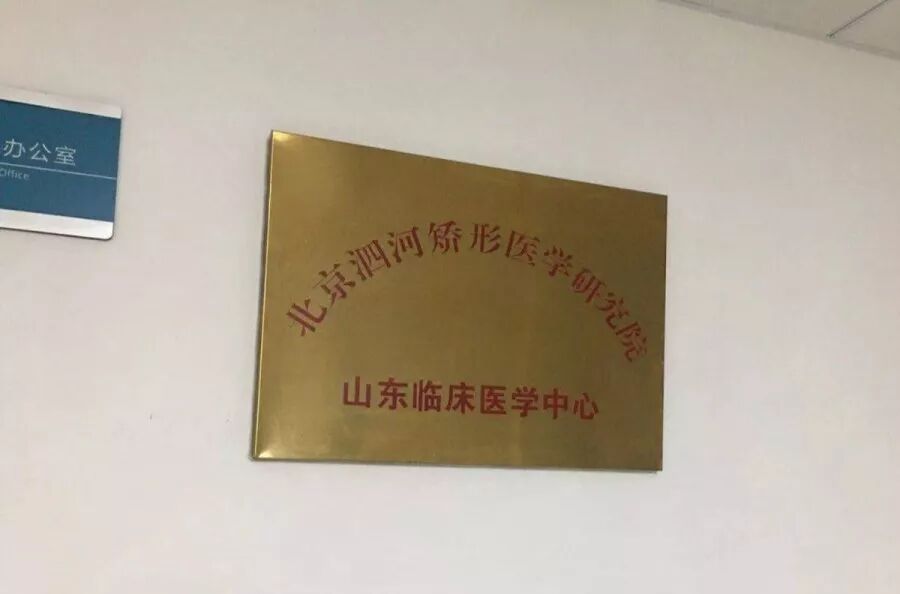 办公室
Office
北京泗河矫形医学研究院
山东临床医学中心